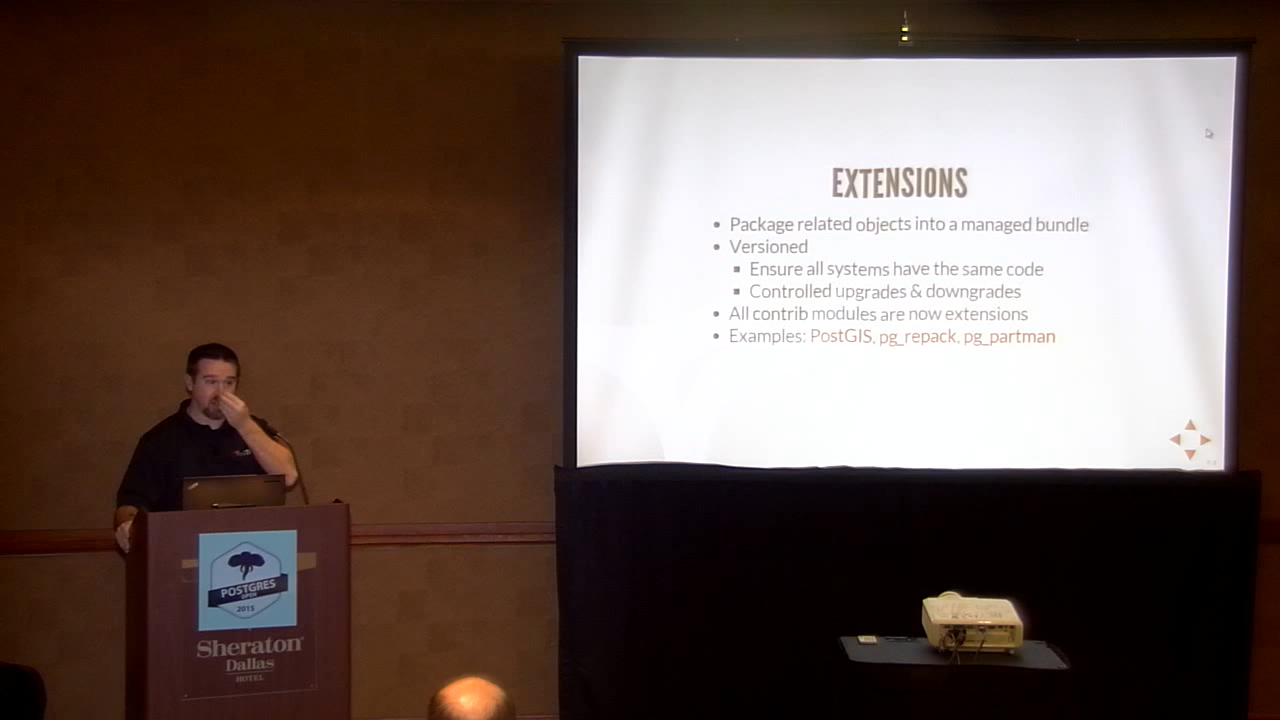 EXTENSIONS
• Package related objects into a managed bundle
• Versioned
▪ Ensure all systems have the same code
▪ Controlled upgrades & downgrades
• All contrib modules are now extensions
• Examples: PostGIS, pg_repack, pg_partman
POSTGRES
OPEN
2015
Sheraton
Dallas
HOTEL